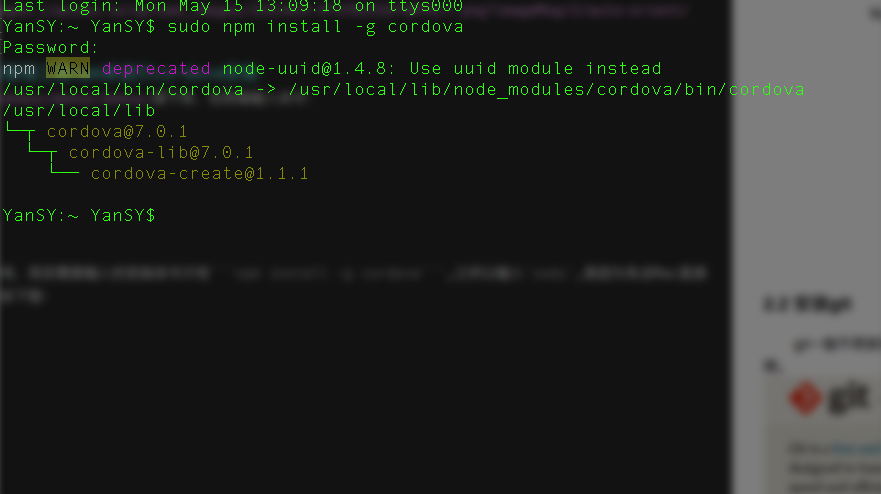 Last login: Mon May 15 13:09:18 on ttys000
YanSY:~ YanSY$ sudo npm install -g cordova
Password:
npm WARN deprecated node-uuid@1.4.8: Use uuid module instead
/usr/local/bin/cordova -> /usr/local/lib/node_modules/cordova/bin/cordova
/usr/local/lib
└─┬ cordova@7.0.1
  └─┬ cordova-lib@7.0.1
    └── cordova-create@1.1.1
YanSY:~ YanSY$
git